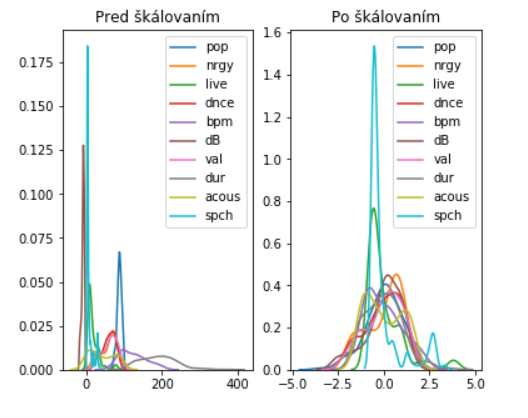 Pred škálovaním
0.175
0.150
0.125
0.100
0.075
0.050
0.025
0.000
0
200
400
pop
nrgy
live
dnce
bpm
dB
val
dur
acous
spch
Po škálovaním
1.6
1.4
1.2
1.0
0.8
0.6
0.4
0.2
0.0
−5.0
−2.5
0.0
2.5
5.0
pop
nrgy
live
dnce
bpm
dB
val
dur
acous
spch